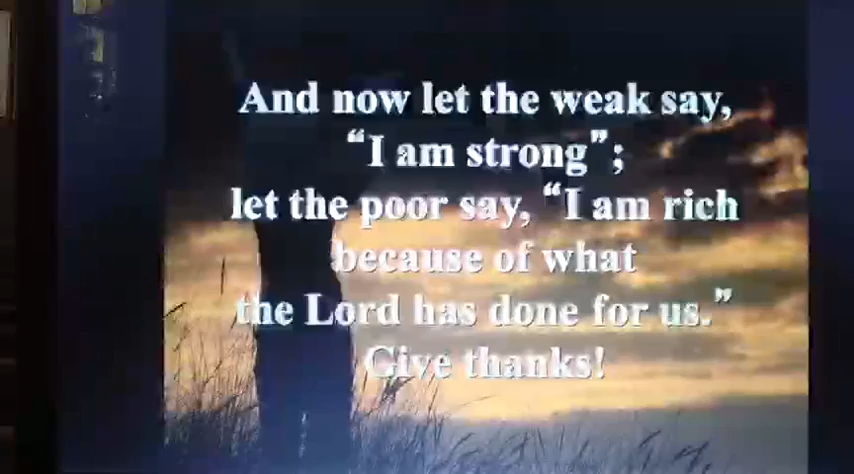 And now let the weak say,
“I am strong”;
let the poor say, “I am rich
because of what
the Lord has done for us.”
Give thanks!